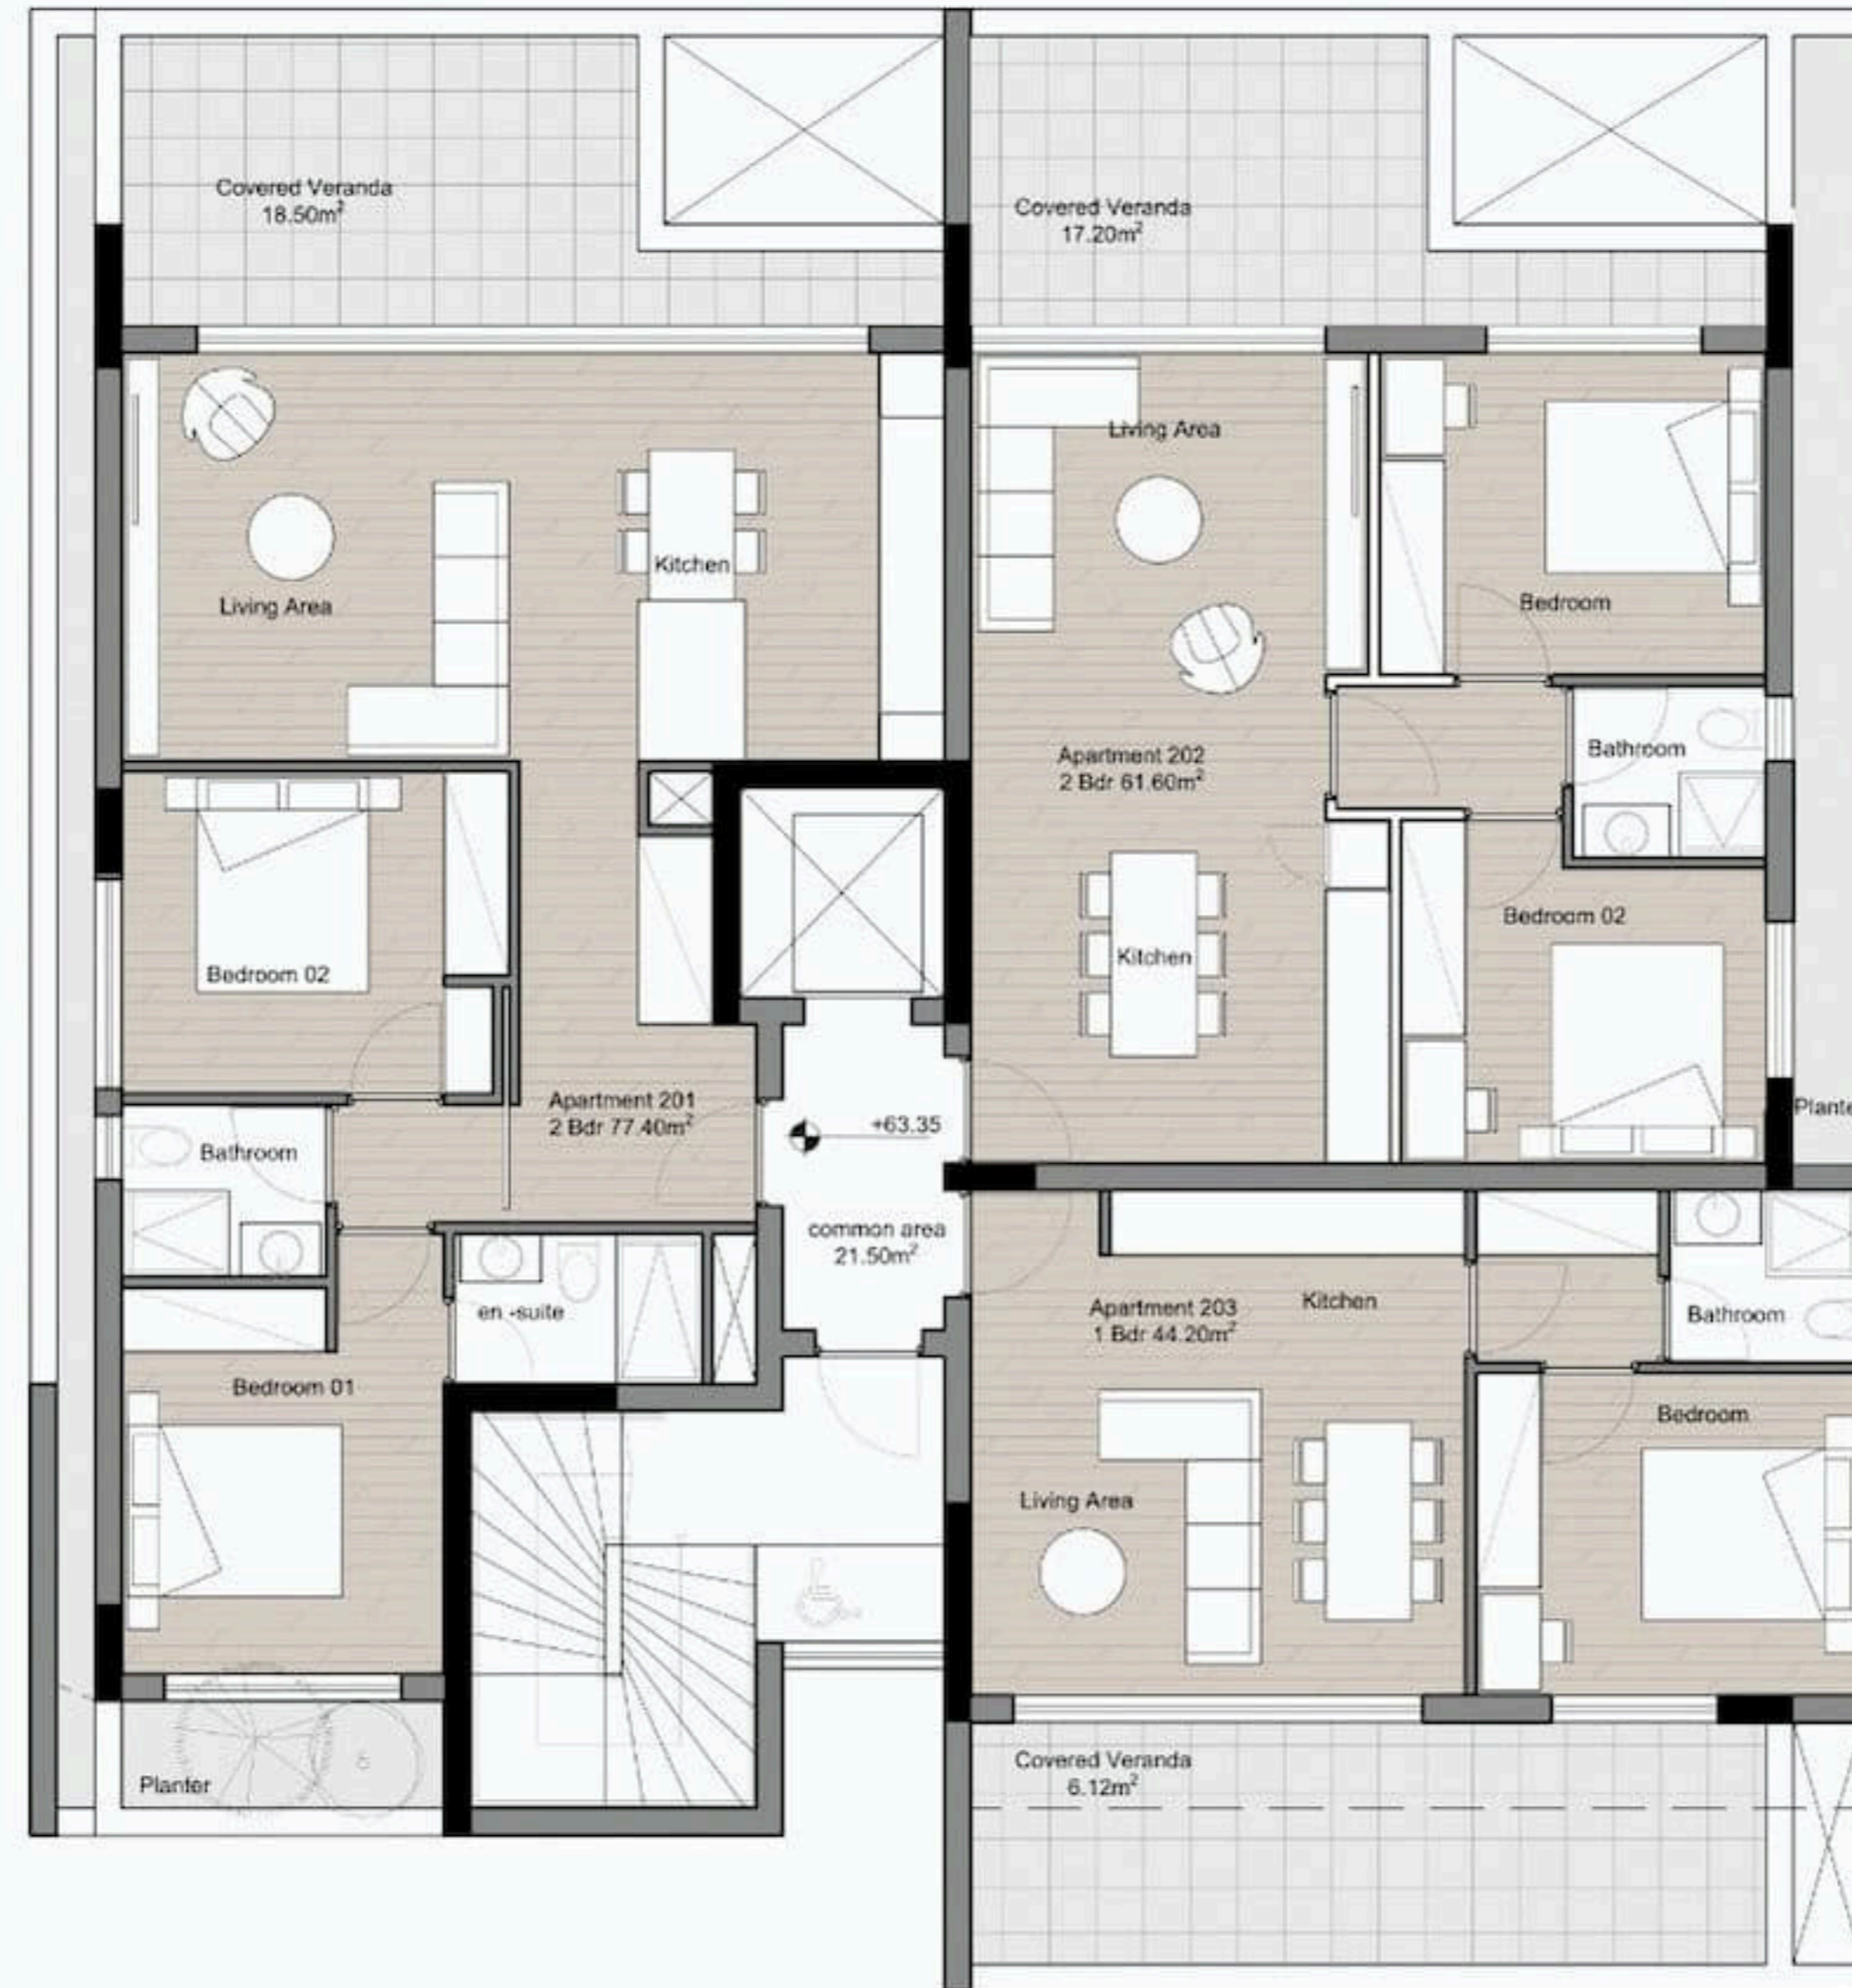 Covered Veranda
18.50m²
Covered Veranda
17.20m²
Living Area
Kitchen
Living Area
Bedroom
Bathroom
Apartment 202
2 Bdr 61.60m²
Bedroom 02
Kitchen
Bedroom 02
Apartment 201
2 Bdr 77.40m²
+63.35
Bathroom
common area
21.50m²
en -suite
Apartment 203
1 Bdr 44.20m²
Kitchen
Bathroom
Bedroom 01
Bedroom
Living Area
Planter
Covered Veranda
6.12m²
Plante